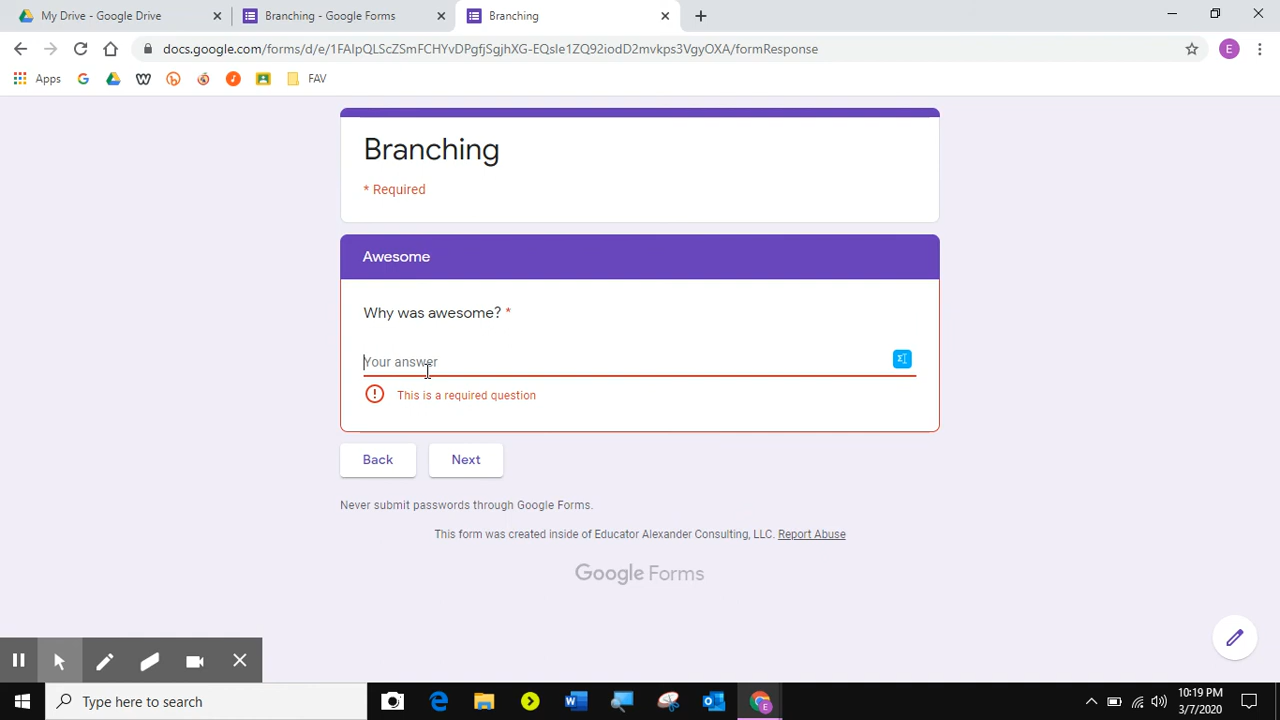 My Drive - Google Drive
Branching - Google Forms
Branching
docs.google.com/forms/d/e/1FAIpQLScZSmFCHYvDPgfjSgjhXG-EQsle1ZQ92iodD2mvkps3VgyOXA/formResponse
E
Apps
FAV
Branching
* Required
Awesome
Why was awesome? *
Your answer
This is a required question
Back
Next
Never submit passwords through Google Forms.
This form was created inside of Educator Alexander Consulting, LLC. Report Abuse
Google Forms
Type here to search
10:19 PM
3/7/2020